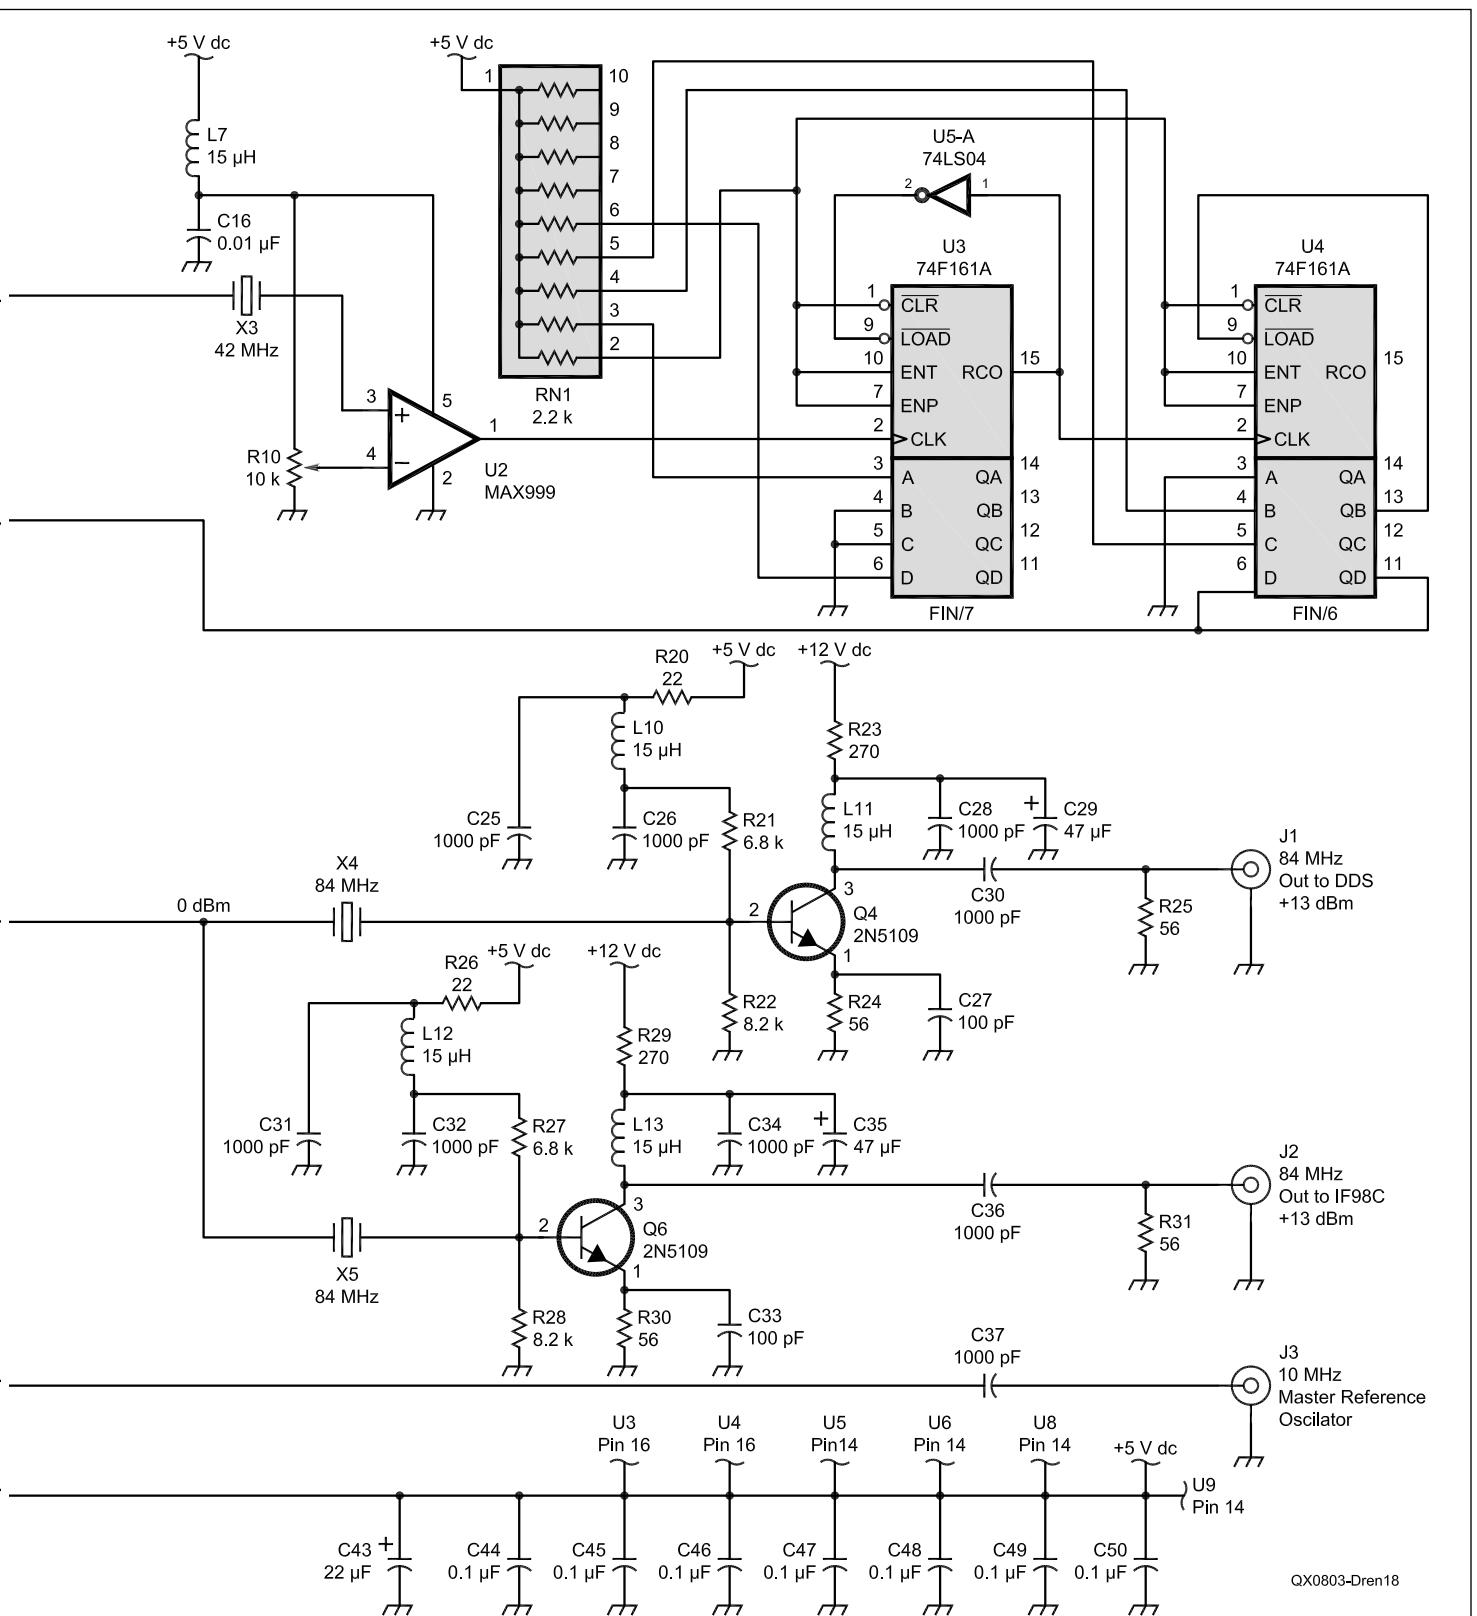 +5 V dc
+5 V dc
L7
15 µH
C16
0.01 µF
X3
42 MHz
R10
10 k
3
4
5
2
1
+
–
U2
MAX999
1
10
9
8
7
6
5
4
3
2
RN1
2.2 k
U5-A
74LS04
2
1
U3
74F161A
1
CLR
9
LOAD
10
ENT
RCO
15
7
ENP
2
CLK
3
A
QA
14
4
B
QB
13
5
C
QC
12
6
D
QD
11
FIN/7
U4
74F161A
1
CLR
9
LOAD
10
ENT
RCO
15
7
ENP
2
CLK
3
A
QA
14
4
B
QB
13
5
C
QC
12
6
D
QD
11
FIN/6
R20
22
+5 V dc
+12 V dc
L10
15 µH
R23
270
C25
1000 pF
C26
1000 pF
R21
6.8 k
L11
15 µH
C28
1000 pF
+
C29
47 µF
X4
84 MHz
0 dBm
2
3
1
Q4
2N5109
C30
1000 pF
R25
56
J1
84 MHz
Out to DDS
+13 dBm
R22
8.2 k
R24
56
C27
100 pF
R26
22
+5 V dc
+12 V dc
L12
15 µH
R29
270
C31
1000 pF
C32
1000 pF
R27
6.8 k
L13
15 µH
C34
1000 pF
+
C35
47 µF
X5
84 MHz
2
3
1
Q6
2N5109
C36
1000 pF
R31
56
J2
84 MHz
Out to IF98C
+13 dBm
R28
8.2 k
R30
56
C33
100 pF
C37
1000 pF
J3
10 MHz
Master Reference
Oscilator
U3
Pin 16
U4
Pin 16
U5
Pin14
U6
Pin 14
U8
Pin 14
+5 V dc
U9
Pin 14
C43
22 µF
+
C44
0.1 µF
C45
0.1 µF
C46
0.1 µF
C47
0.1 µF
C48
0.1 µF
C49
0.1 µF
C50
0.1 µF
QX0803-Dren18